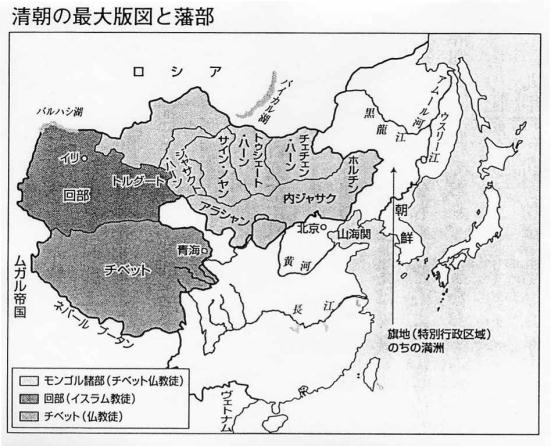 清朝の最大版図と藩部
ロシア
バイカル湖
バルハシ湖
アムール河
ウスリー江
黒龍江
イリ
回部
トルグート
ジャサク・ハーン
サイン・ノヤン
トゥシェート・ハーン
チェチェン・ハーン
ホルチン
内ジャサク
アラシャン
北京
山海関
朝鮮
青海
チベット
黄河
長江
ムガル帝国
ネパール
ブータン
ヴェトナム
旗地(特別行政区域)
のちの満洲
モンゴル諸部(チベット仏教徒)
回部(イスラム教徒)
チベット(仏教徒)